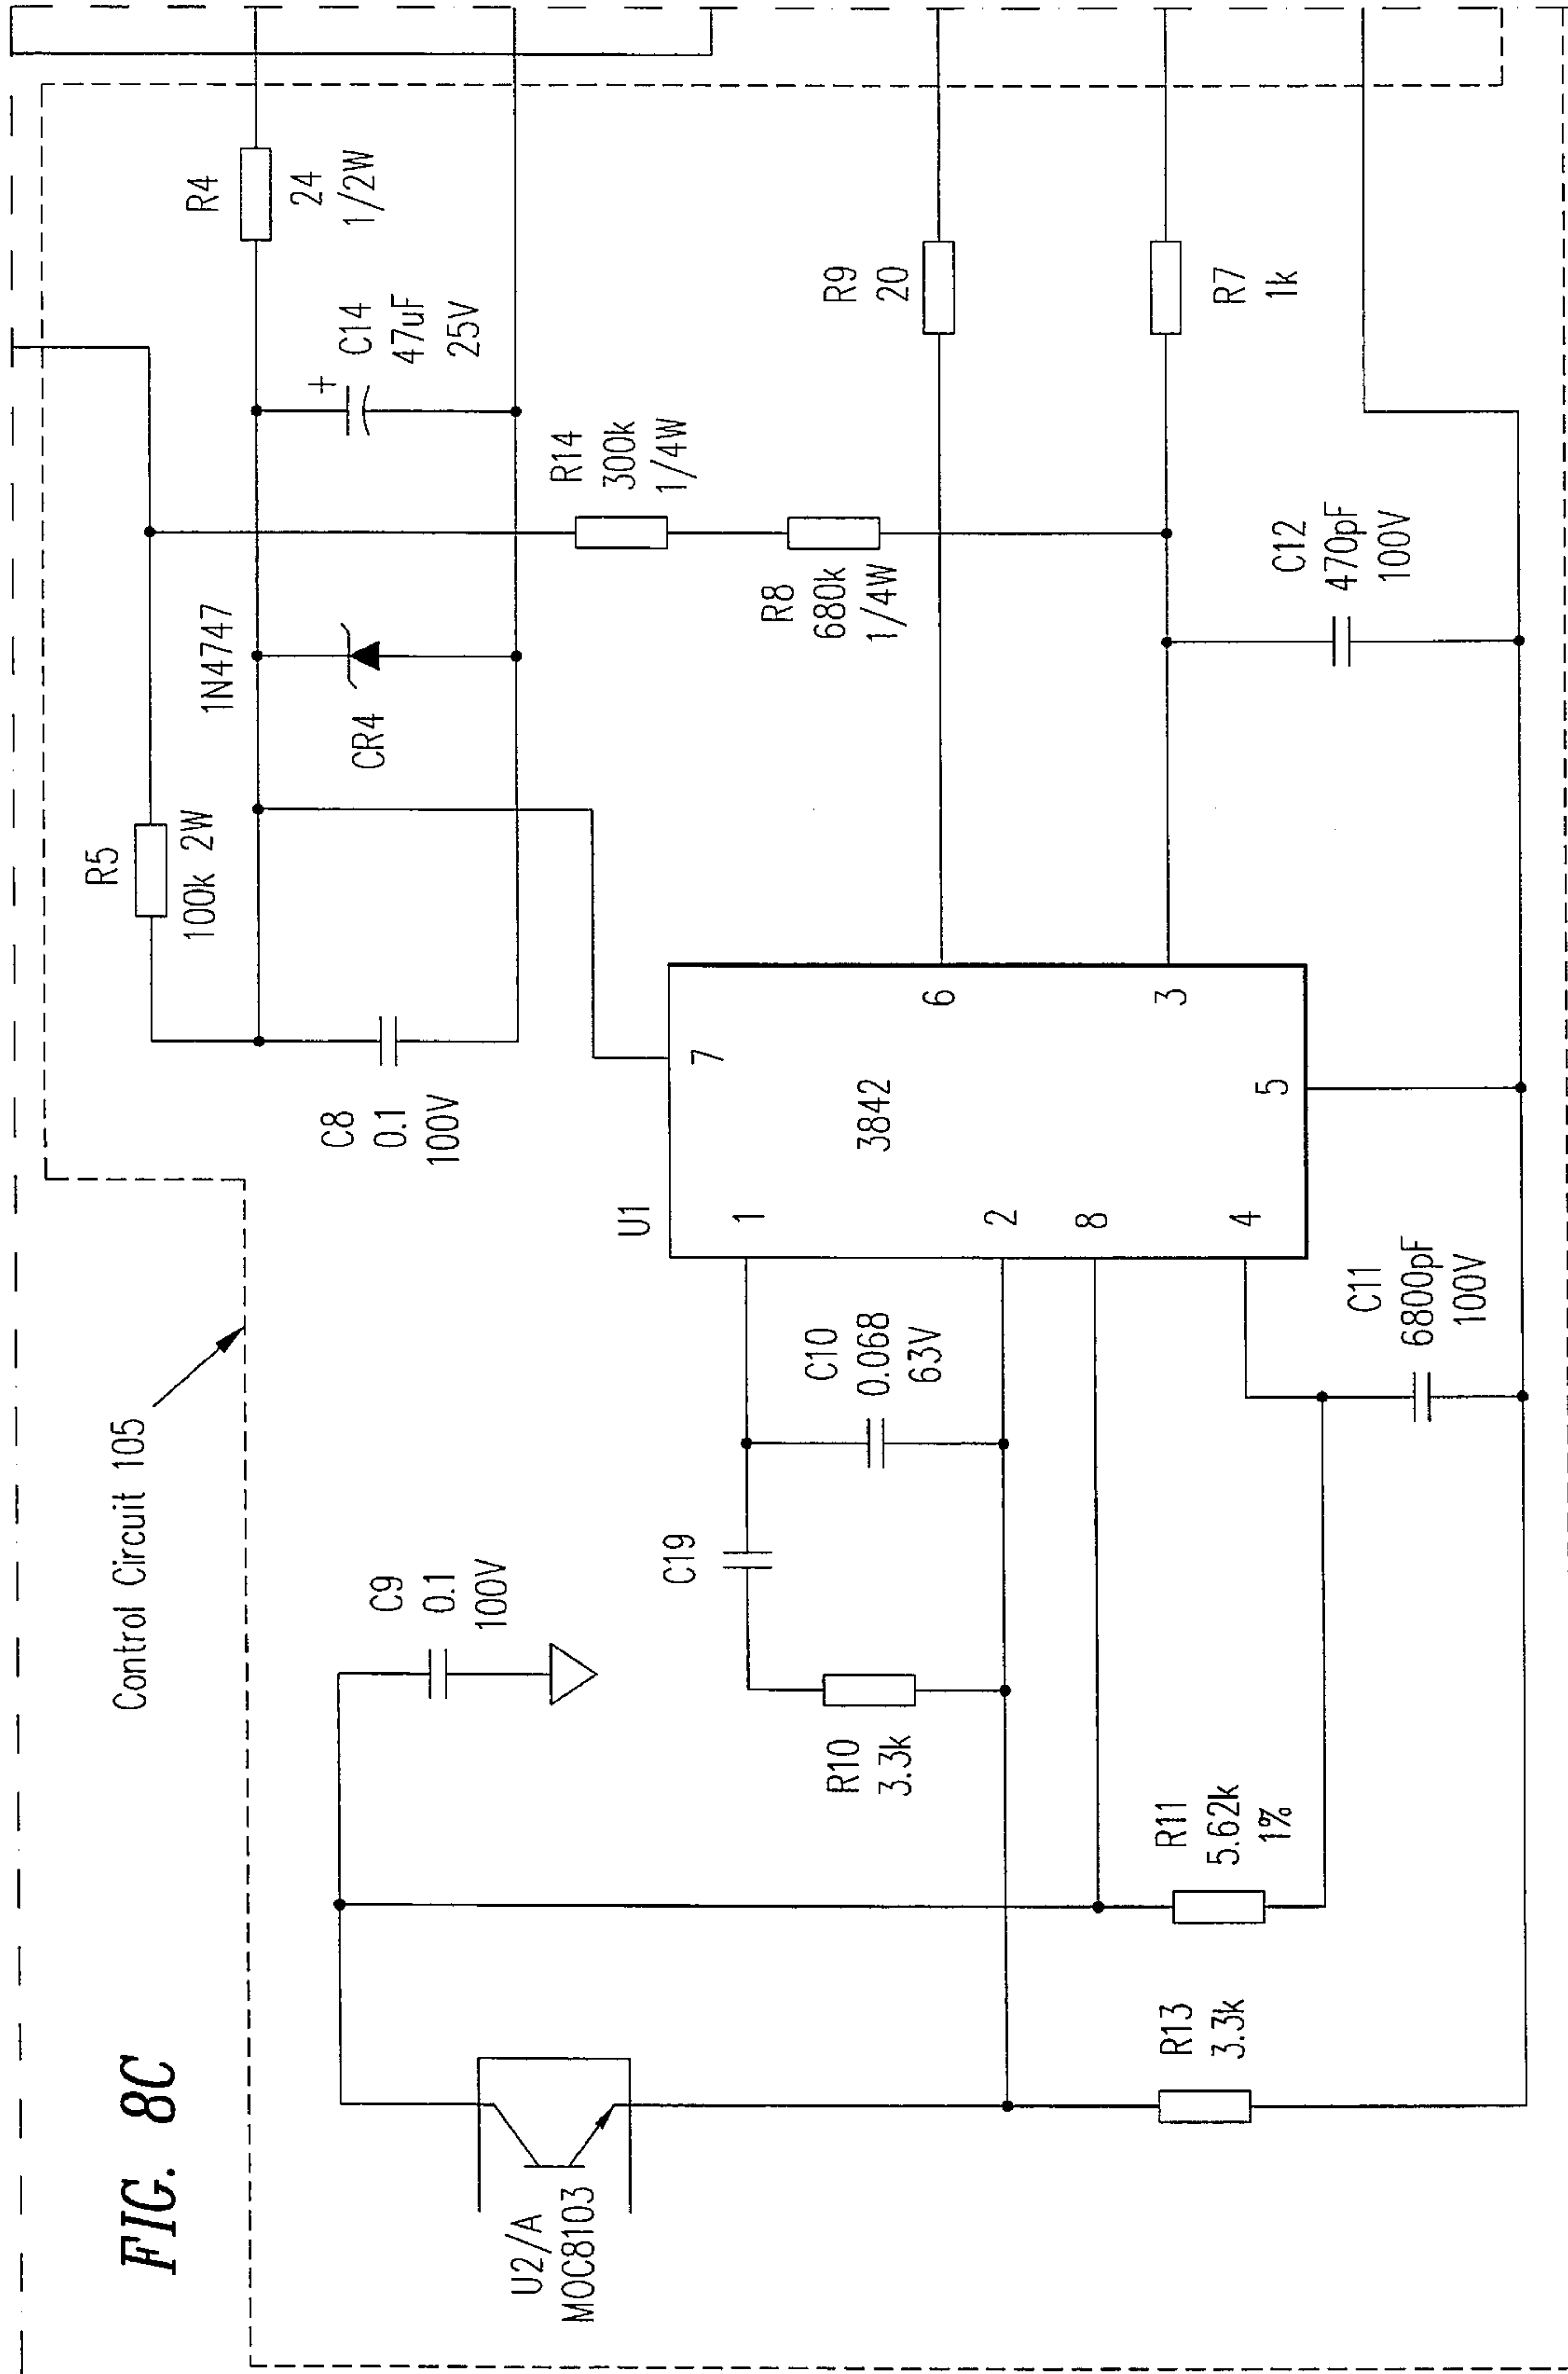 FIG. 8C
Control Circuit 105
U2/A
MOC8103
C9
0.1
100V
R10
3.3k
C19
C10
0.068
63V
R13
3.3k
R11
5.62k
1%
C11
6800pF
100V
U1
3842
1
2
8
4
7
6
3
5
C8
0.1
100V
R5
100k 2W
1N4747
CR4
C14
+
47uF
25V
R4
24
1/2W
R14
300k
1/4W
R8
680k
1/4W
R9
20
R7
1k
C12
470pF
100V